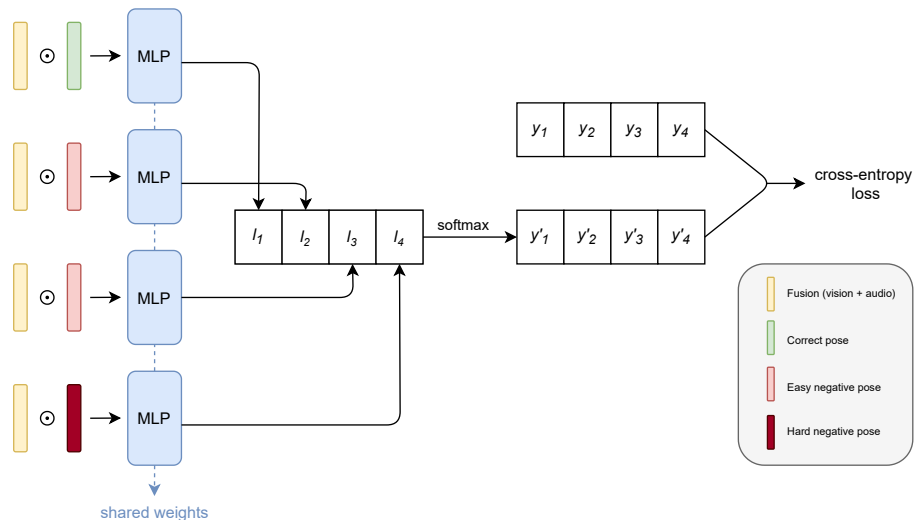 ⊙
MLP
⊙
MLP
⊙
MLP
⊙
MLP
shared weights
l1 l2 l3 l4
softmax
y1 y2 y3 y4
y'1 y'2 y'3 y'4
cross-entropy
loss
Fusion (vision + audio)
Correct pose
Easy negative pose
Hard negative pose